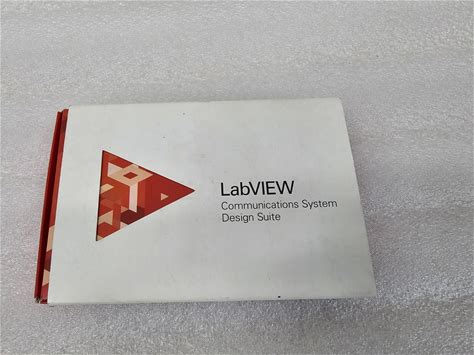 LabVIEW
Communications System
Design Suite